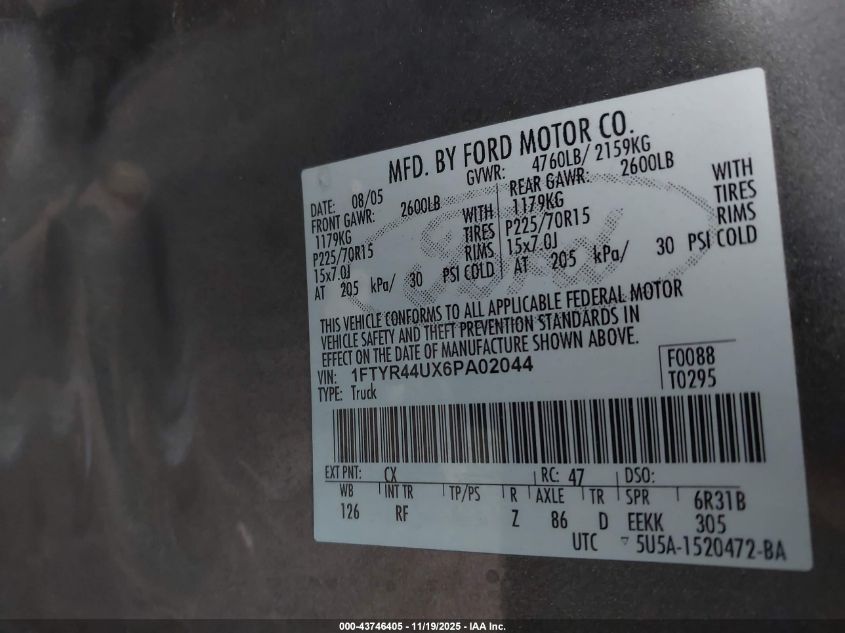 MFD. BY FORD MOTOR CO.
DATE: 08/05 GVWR: 4760LB/ 2159KG
FRONT GAWR: 2600LB REAR GAWR: 2600LB
1179KG WITH 1179KG WITH
P225/70R15 TIRES P225/70R15 TIRES
15x7.0J RIMS 15x7.0J RIMS
AT 205 kPa/ 30 PSI COLD AT 205 kPa/ 30 PSI COLD
Ford
THIS VEHICLE CONFORMS TO ALL APPLICABLE FEDERAL MOTOR
VEHICLE SAFETY AND THEFT PREVENTION STANDARDS IN
EFFECT ON THE DATE OF MANUFACTURE SHOWN ABOVE.
VIN: 1FTYR44UX6PA02044 F0088
TYPE: Truck T0295
EXT PNT: CX RC: 47 DSO:
WB INT TR TP/PS R AXLE TR SPR 6R31B
126 RF Z 86 D EEKK 305
UTC ▽ 5U5A-1520472-BA
000-43746405 - 11/19/2025 - IAA Inc.